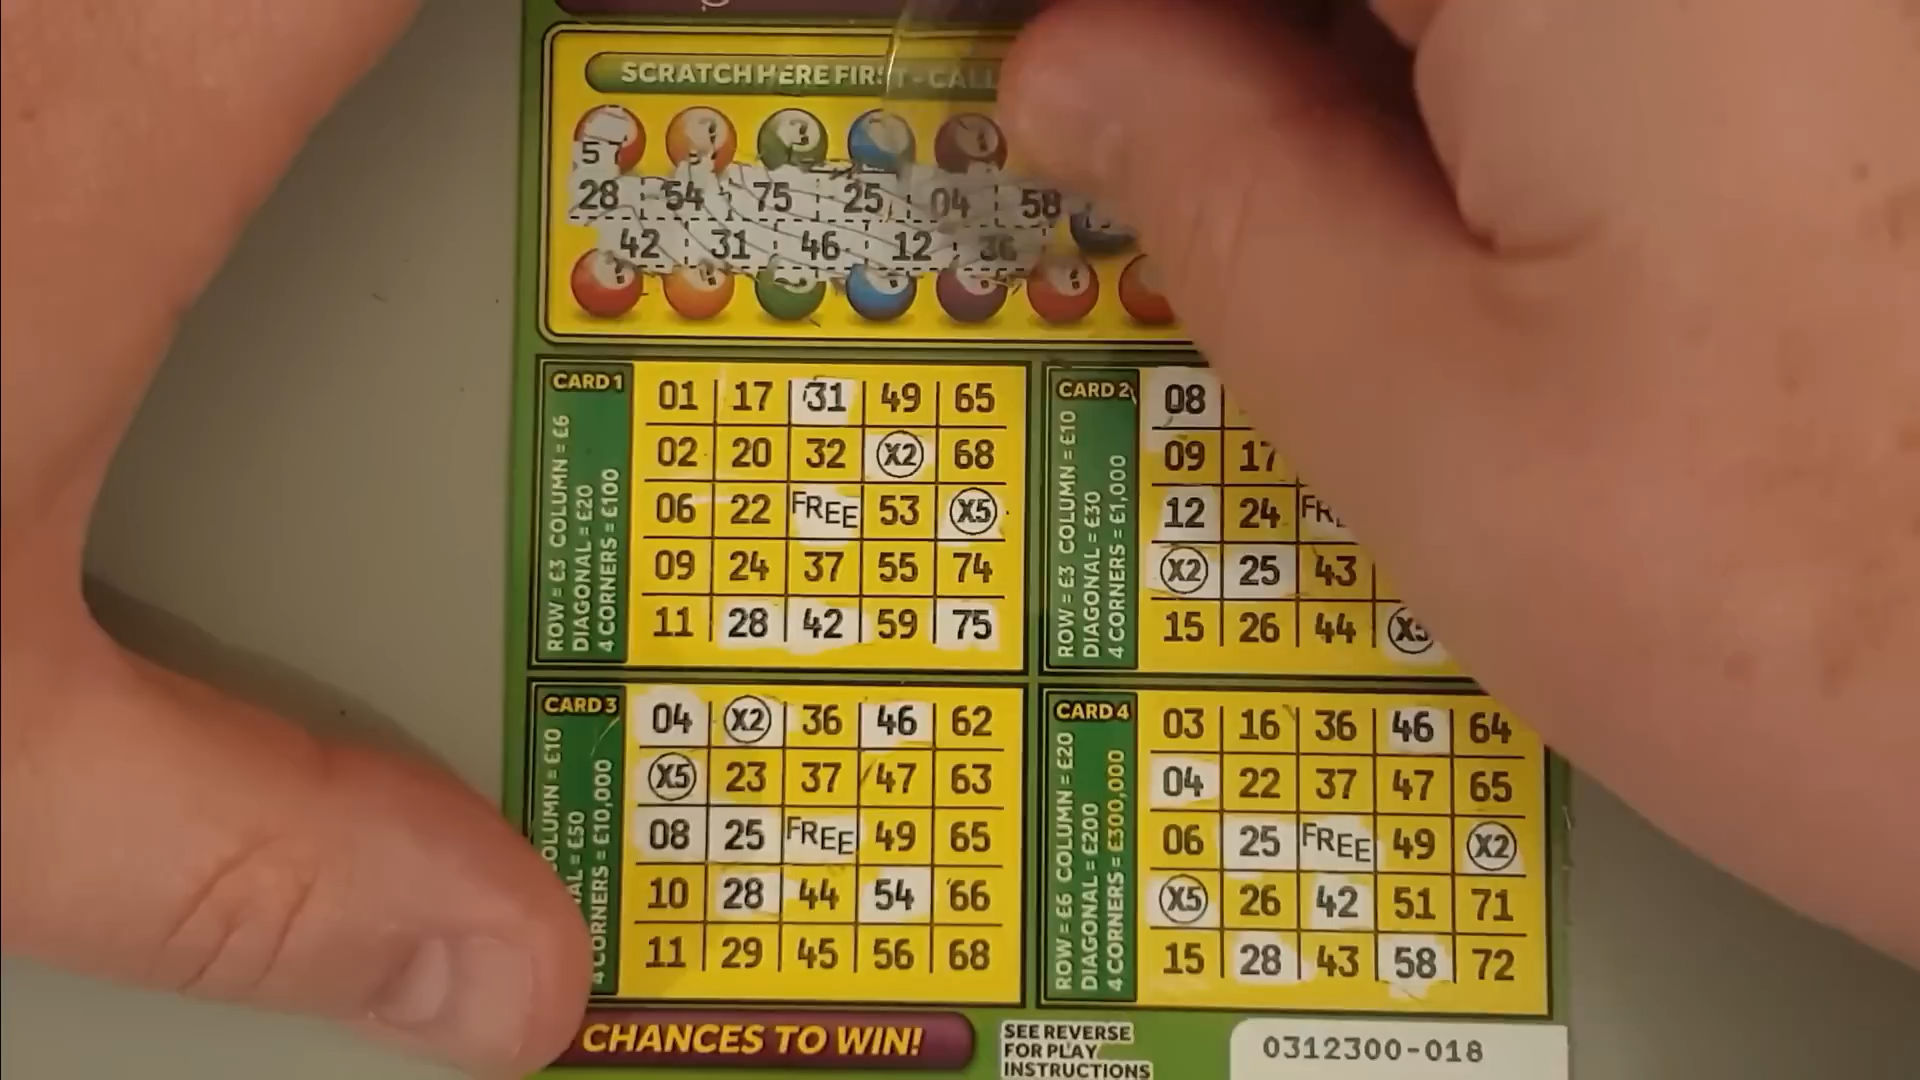 SCRATCH HERE FIRST - CALL
5
28 54 75 25 04 58
42 31 46 12 36
CARD 1
ROW = £3 COLUMN = £6
DIAGONAL = £20
4 CORNERS = £100
01 17 31 49 65
02 20 32 X2 68
06 22 FREE 53 X5
09 24 37 55 74
11 28 42 59 75
CARD 2
ROW = £3 COLUMN = £10
DIAGONAL = £30
4 CORNERS = £1,000
08
09 17
12 24 FR
X2 25 43
15 26 44 X5
CARD 3
OLUMN = £10
AL = £50
4 CORNERS = £10,000
04 X2 36 46 62
X5 23 37 47 63
08 25 FREE 49 65
10 28 44 54 66
11 29 45 56 68
CARD 4
ROW = £6 COLUMN = £20
DIAGONAL = £200
4 CORNERS = £300,000
03 16 36 46 64
04 22 37 47 65
06 25 FREE 49 X2
X5 26 42 51 71
15 28 43 58 72
CHANCES TO WIN!
SEE REVERSE
FOR PLAY
INSTRUCTIONS
0312300-018